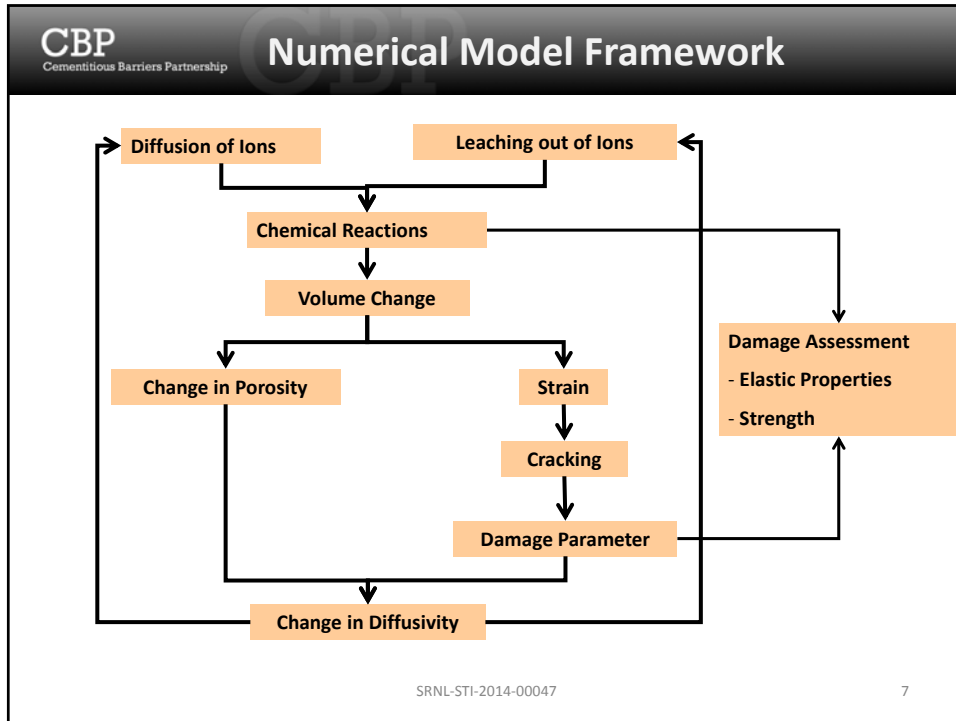 CBP
Cementitious Barriers Partnership
Numerical Model Framework
Diffusion of Ions
Leaching out of Ions
Chemical Reactions
Volume Change
Change in Porosity
Strain
Cracking
Damage Parameter
Change in Diffusivity
Damage Assessment
- Elastic Properties
- Strength
SRNL-STI-2014-00047
7